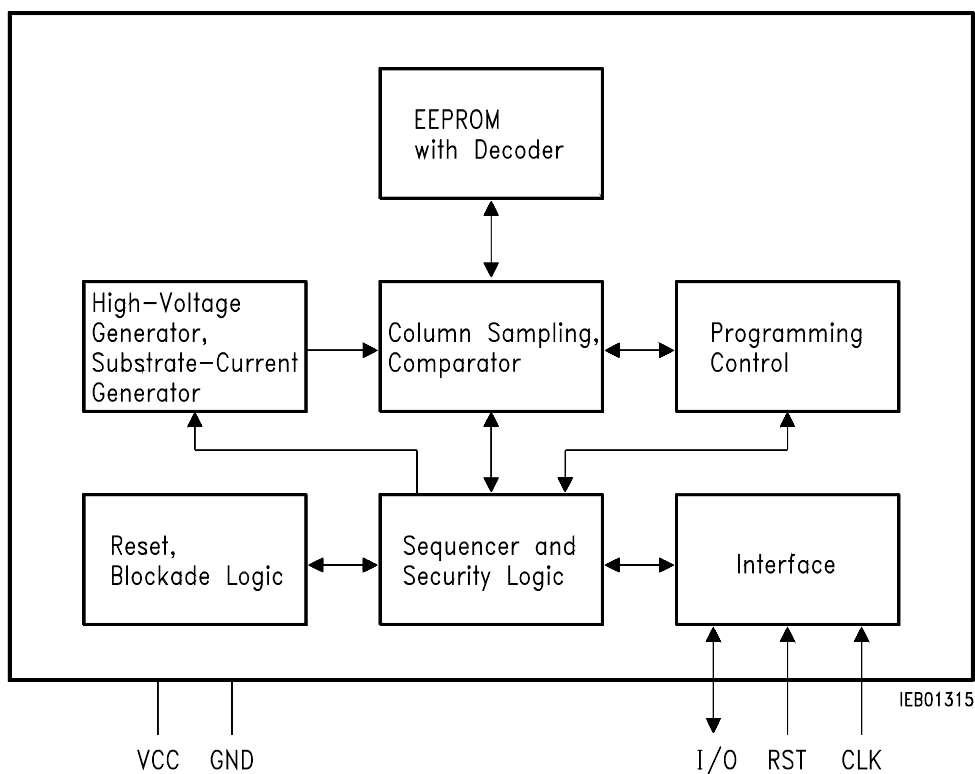 EEPROM
with Decoder
High-Voltage
Generator,
Substrate-Current
Generator
Column Sampling,
Comparator
Programming
Control
Reset,
Blockade Logic
Sequencer and
Security Logic
Interface
IEB01315
VCC
GND
I/O
RST
CLK